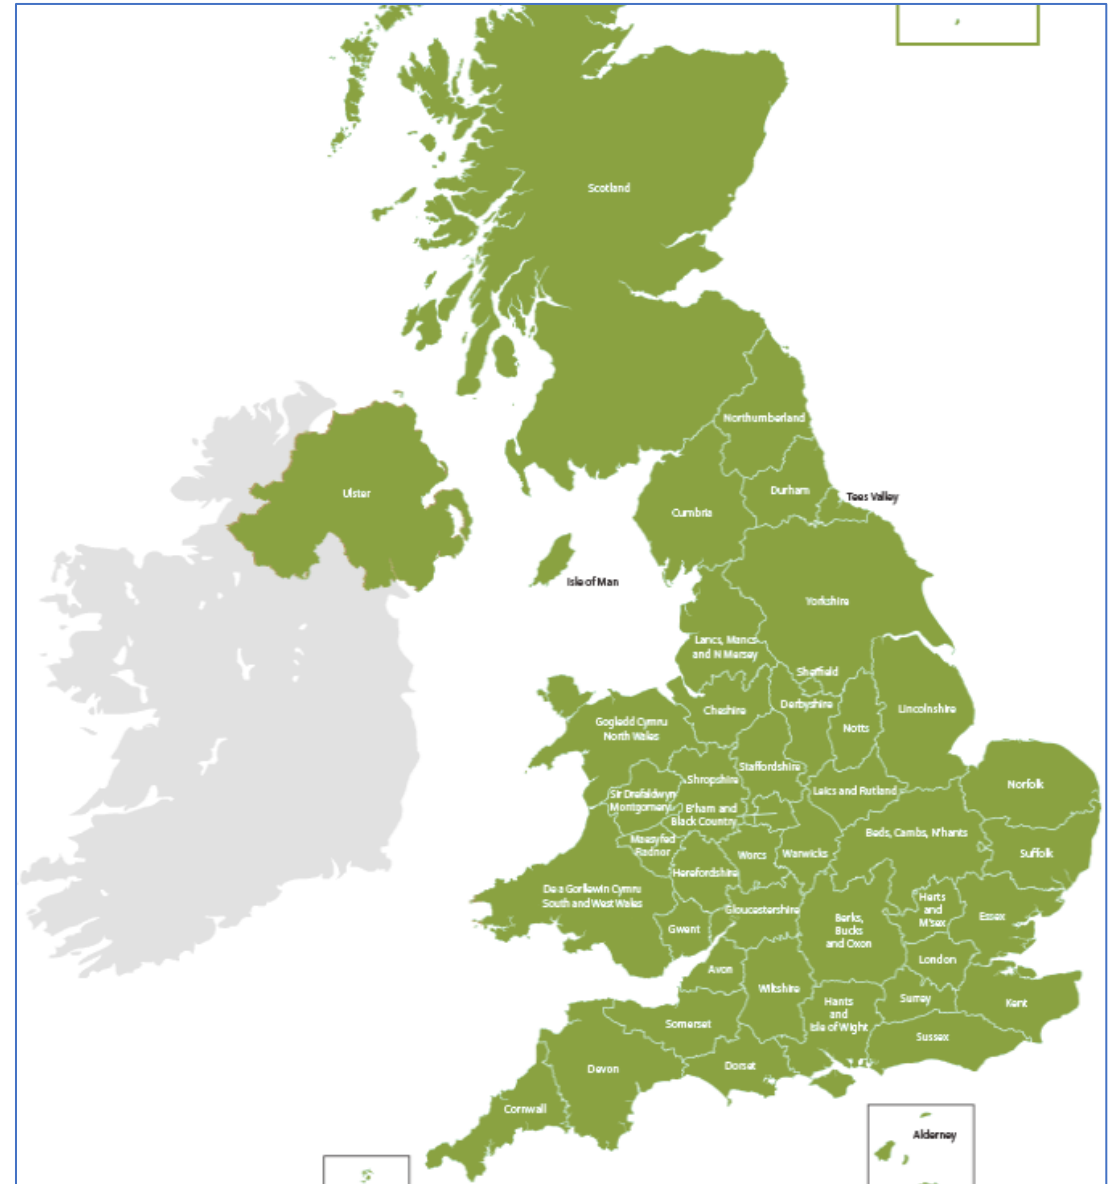 Scotland
Northumberland
Ulster
Durham
Tees Valley
Cumbria
Isle of Man
Yorkshire
Lancs, Mancs
and N Mersey
Sheffield
Derbyshire
Cheshire
Lincolnshire
Notts
Gogledd Cymru
North Wales
Staffordshire
Shropshire
Norfolk
Leics and Rutland
Sir Drefaldwyn
Montgomery
B'ham and
Black Country
Beds, Cambs, N'hants
Maesyfed
Radnor
Worcs
Warwicks
Suffolk
Herefordshire
De a Gorllewin Cymru
South and West Wales
Gloucestershire
Herts
and
M'sex
Essex
Berks,
Bucks
and Oxon
Gwent
London
Avon
Wiltshire
Surrey
Kent
Hants
and
Isle of Wight
Somerset
Sussex
Devon
Dorset
Cornwall
Alderney